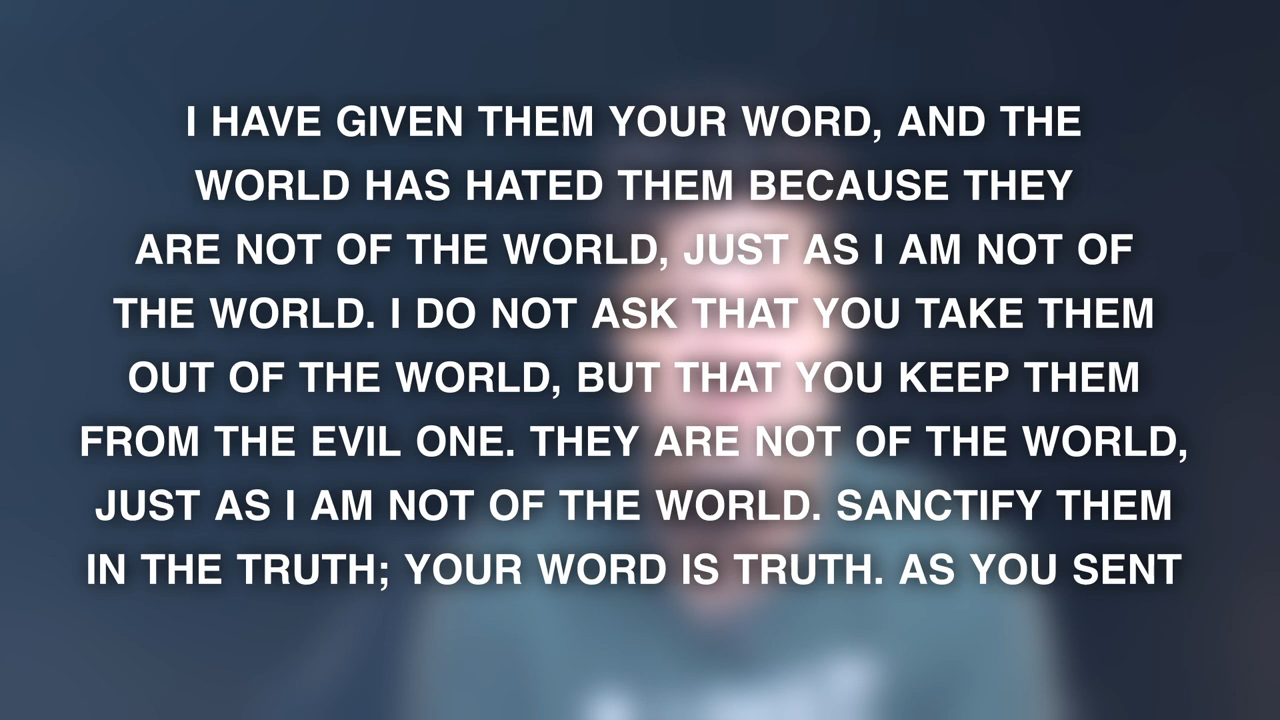 I HAVE GIVEN THEM YOUR WORD, AND THE
WORLD HAS HATED THEM BECAUSE THEY
ARE NOT OF THE WORLD, JUST AS I AM NOT OF
THE WORLD. I DO NOT ASK THAT YOU TAKE THEM
OUT OF THE WORLD, BUT THAT YOU KEEP THEM
FROM THE EVIL ONE. THEY ARE NOT OF THE WORLD,
JUST AS I AM NOT OF THE WORLD. SANCTIFY THEM
IN THE TRUTH; YOUR WORD IS TRUTH. AS YOU SENT